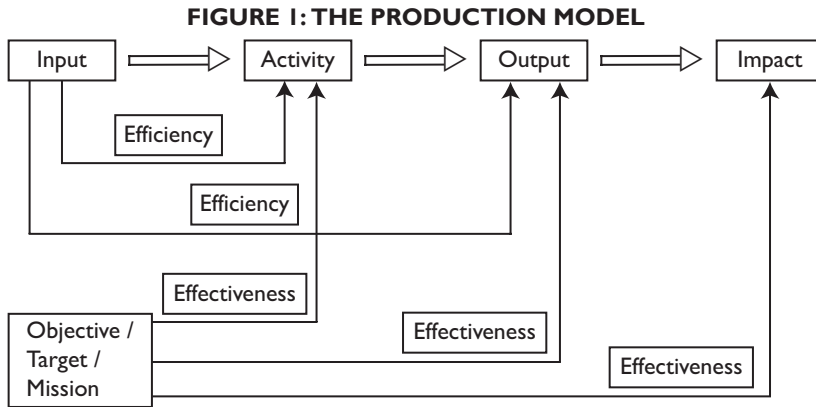 FIGURE 1: THE PRODUCTION MODEL
Input
Activity
Output
Impact
Efficiency
Efficiency
Effectiveness
Objective /
Target /
Mission
Effectiveness
Effectiveness